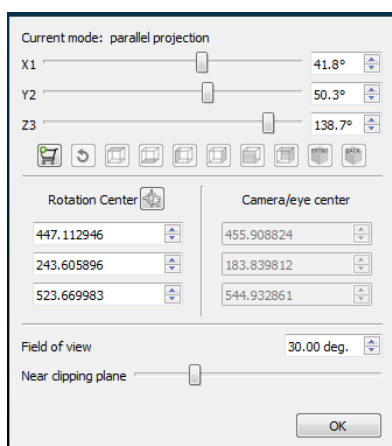 Current mode: parallel projection
X1 41.8°
Y2 50.3°
Z3 138.7°
FRONT BACK
Rotation Center Camera/eye center
447.112946 455.908824
243.605896 183.839812
523.669983 544.932861
Field of view 30.00 deg.
Near clipping plane
OK